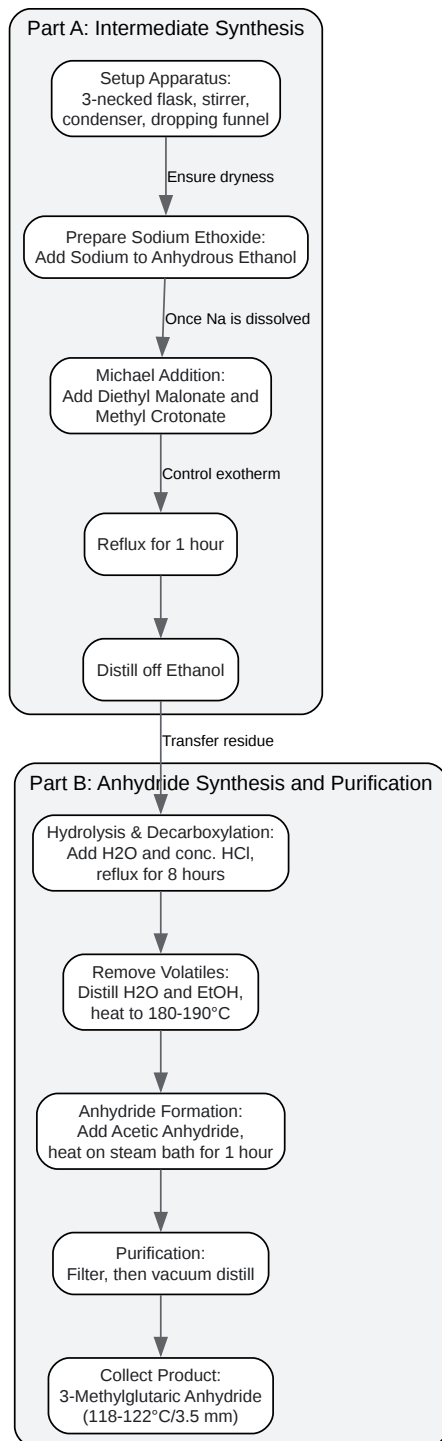 Part A: Intermediate Synthesis
Setup Apparatus:
3-necked flask, stirrer,
condenser, dropping funnel
Ensure dryness
Prepare Sodium Ethoxide:
Add Sodium to Anhydrous Ethanol
Once Na is dissolved
Michael Addition:
Add Diethyl Malonate and
Methyl Crotonate
Control exotherm
Reflux for 1 hour
Distill off Ethanol
Transfer residue
Part B: Anhydride Synthesis and Purification
Hydrolysis & Decarboxylation:
Add H2O and conc. HCl,
reflux for 8 hours
Remove Volatiles:
Distill H2O and EtOH,
heat to 180-190°C
Anhydride Formation:
Add Acetic Anhydride,
heat on steam bath for 1 hour
Purification:
Filter, then vacuum distill
Collect Product:
3-Methylglutaric Anhydride
(118-122°C/3.5 mm)